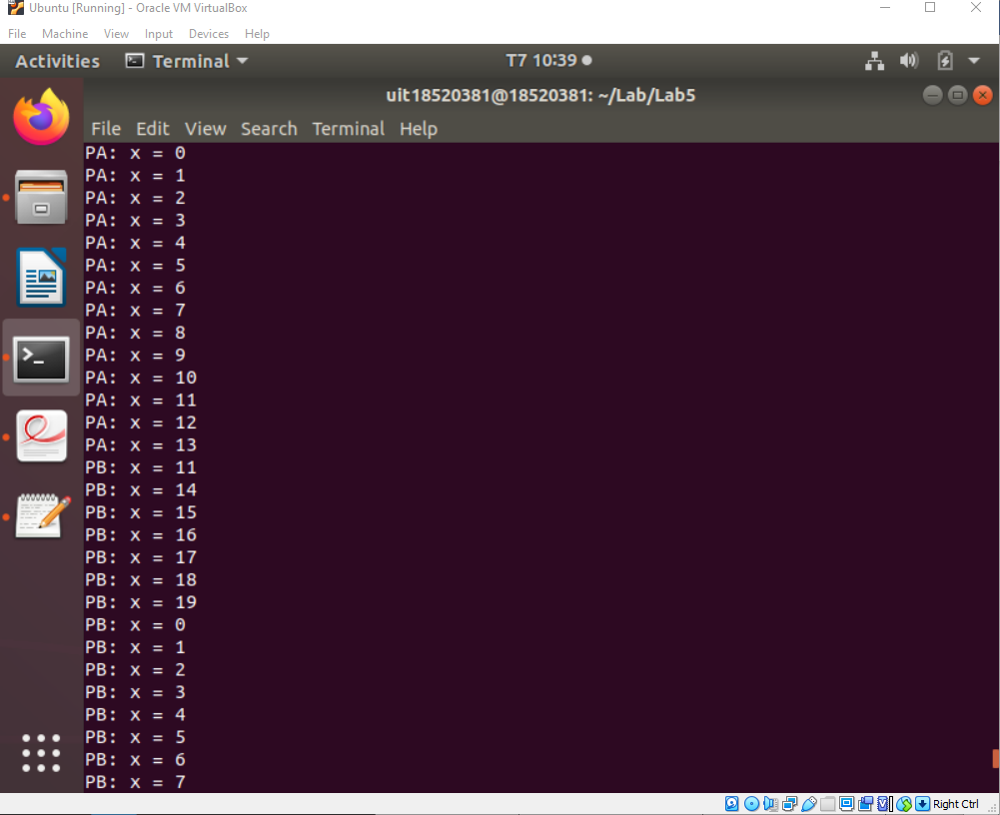 Ubuntu [Running] - Oracle VM VirtualBox
File Machine View Input Devices Help
Activities Terminal T7 10:39
uit18520381@18520381: ~/Lab/Lab5
File Edit View Search Terminal Help
PA: x = 0
PA: x = 1
PA: x = 2
PA: x = 3
PA: x = 4
PA: x = 5
PA: x = 6
PA: x = 7
PA: x = 8
PA: x = 9
PA: x = 10
PA: x = 11
PA: x = 12
PA: x = 13
PB: x = 11
PB: x = 14
PB: x = 15
PB: x = 16
PB: x = 17
PB: x = 18
PB: x = 19
PB: x = 0
PB: x = 1
PB: x = 2
PB: x = 3
PB: x = 4
PB: x = 5
PB: x = 6
PB: x = 7
Right Ctrl